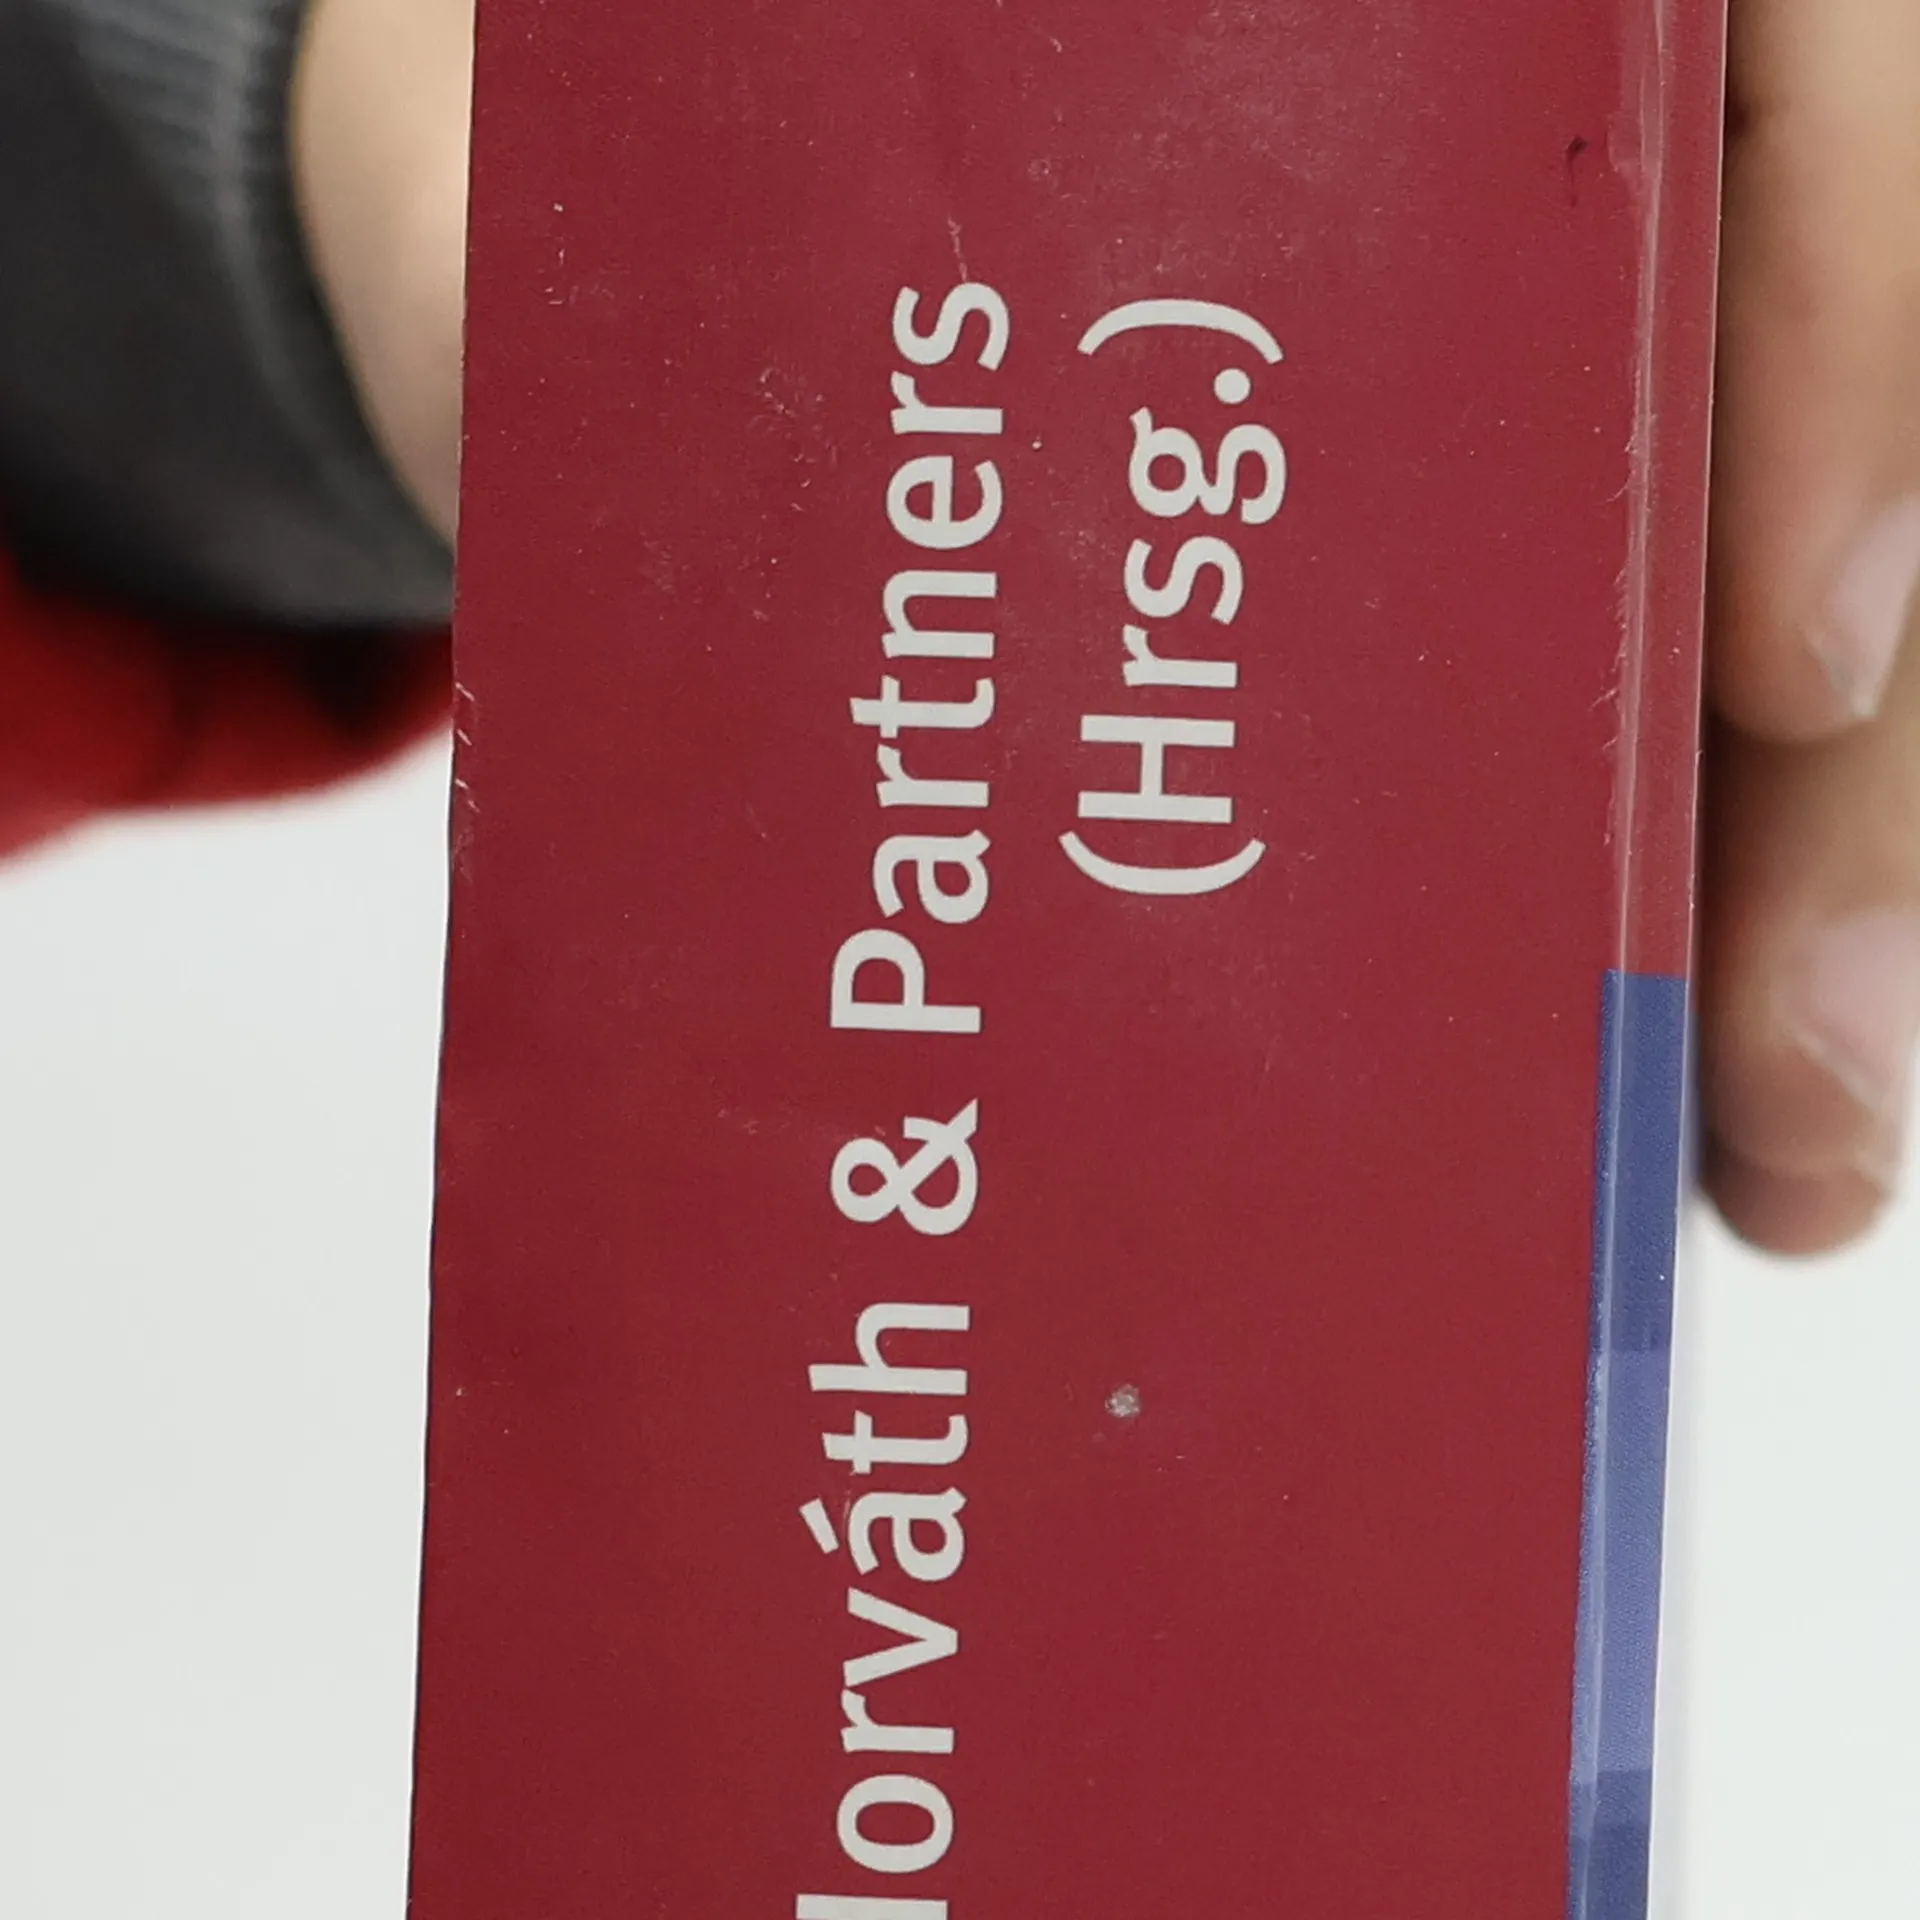 Horváth & Partners
(Hrsg.)